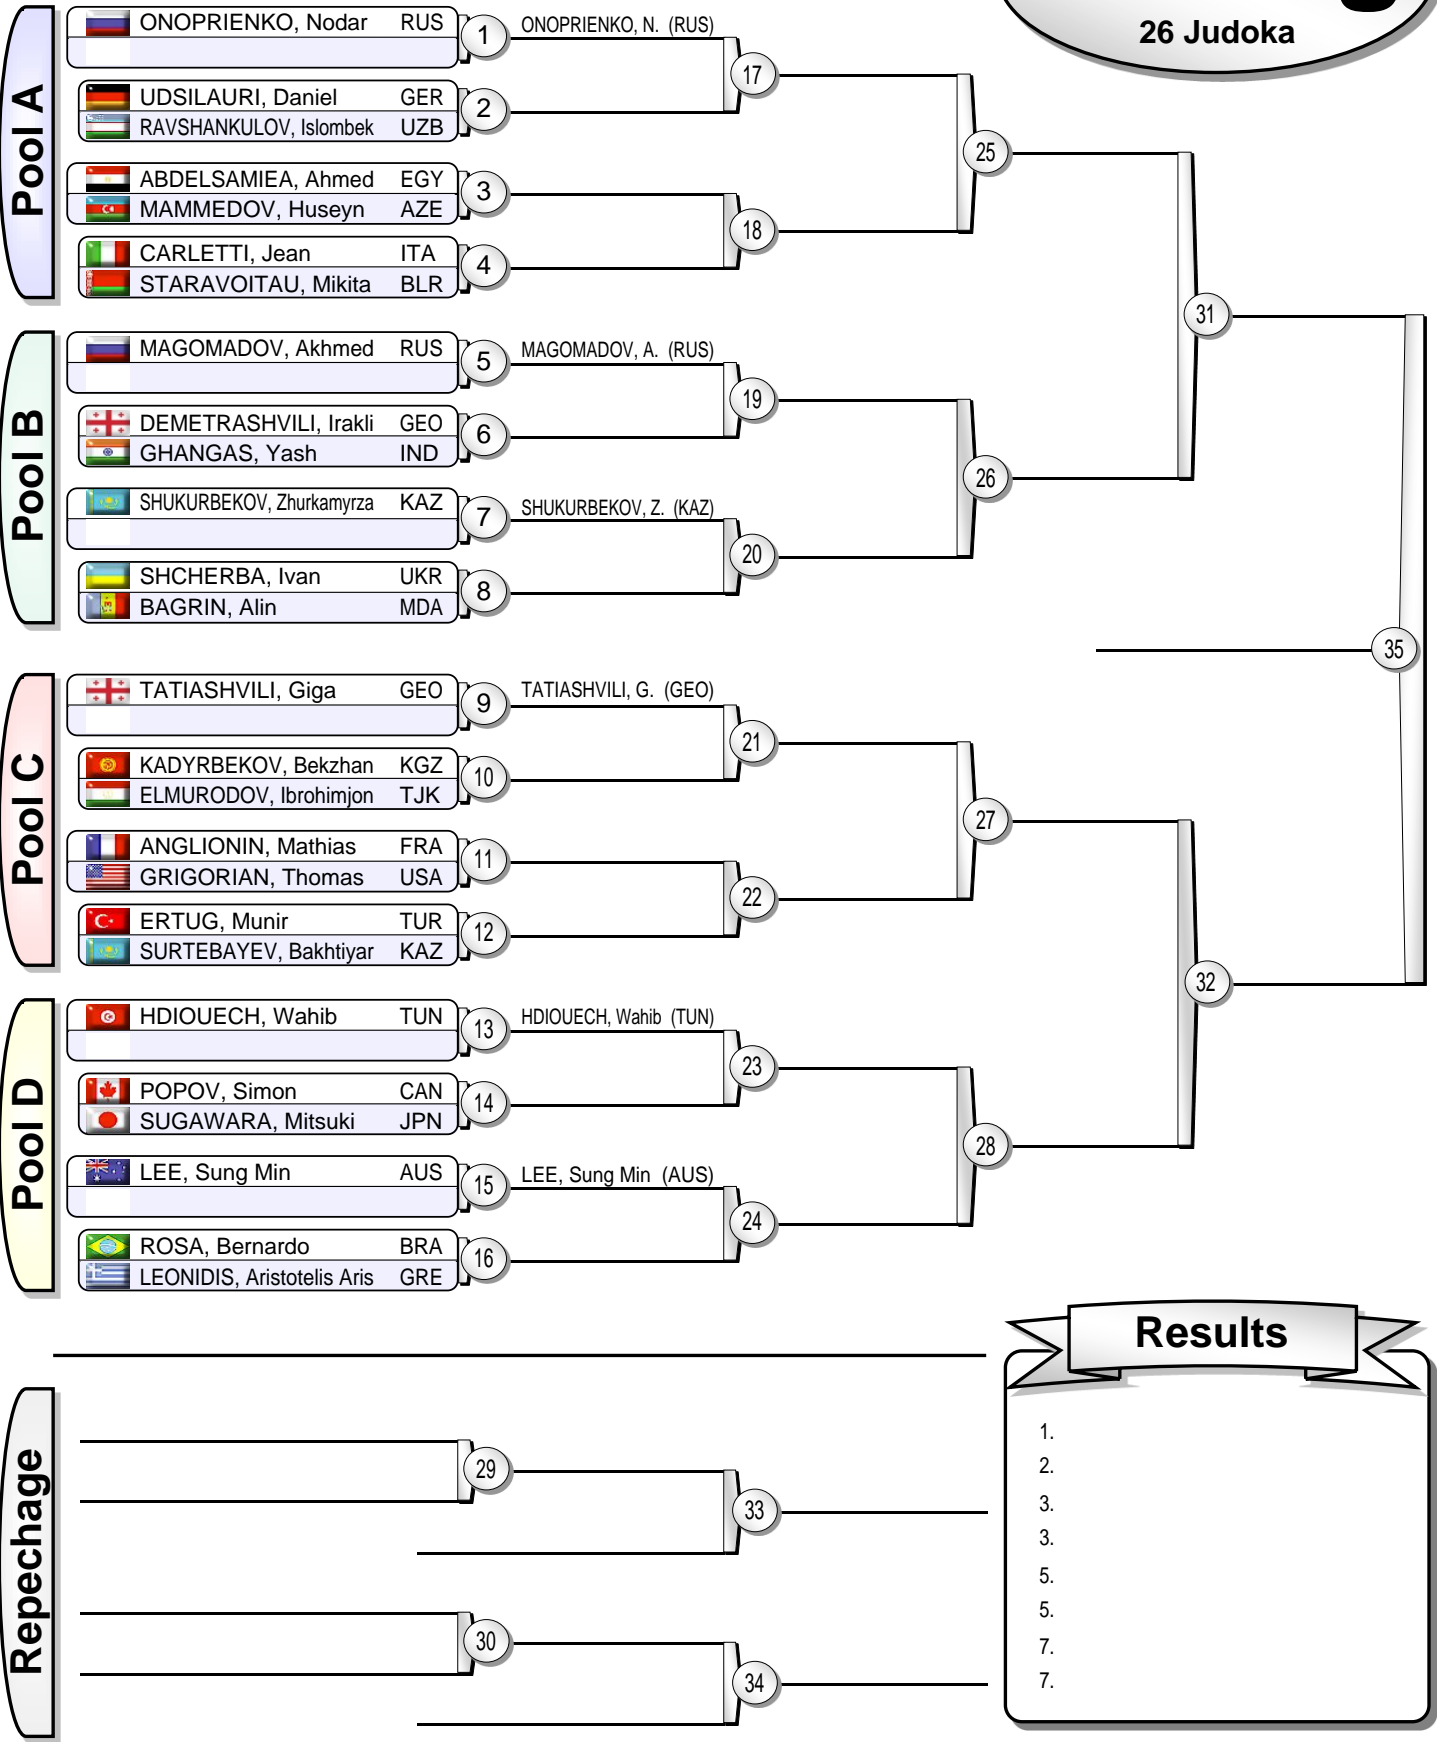 26 Judoka
Pool A
ONOPRIENKO, Nodar RUS
1
ONOPRIENKO, N. (RUS)
17
UDSILAURI, Daniel GER
RAVSHANKULOV, Islombek UZB
2
25
ABDELSAMIEA, Ahmed EGY
MAMMEDOV, Huseyn AZE
3
18
CARLETTI, Jean ITA
STARAVOITAU, Mikita BLR
4
31
Pool B
MAGOMADOV, Akhmed RUS
5
MAGOMADOV, A. (RUS)
19
DEMETRASHVILI, Irakli GEO
GHANGAS, Yash IND
6
26
SHUKURBEKOV, Zhurkamyrza KAZ
7
SHUKURBEKOV, Z. (KAZ)
20
SHCHERBA, Ivan UKR
BAGRIN, Alin MDA
8
35
Pool C
TATIASHVILI, Giga GEO
9
TATIASHVILI, G. (GEO)
21
KADYRBEKOV, Bekzhan KGZ
ELMURODOV, Ibrohimjon TJK
10
27
ANGLIONIN, Mathias FRA
GRIGORIAN, Thomas USA
11
22
ERTUG, Munir TUR
SURTEBAYEV, Bakhtiyar KAZ
12
32
Pool D
HDIOUECH, Wahib TUN
13
HDIOUECH, Wahib (TUN)
23
POPOV, Simon CAN
SUGAWARA, Mitsuki JPN
14
28
LEE, Sung Min AUS
15
LEE, Sung Min (AUS)
24
ROSA, Bernardo BRA
LEONIDIS, Aristotelis Aris GRE
16
Repechage
29
33
30
34
Results
1.
2.
3.
3.
5.
5.
7.
7.